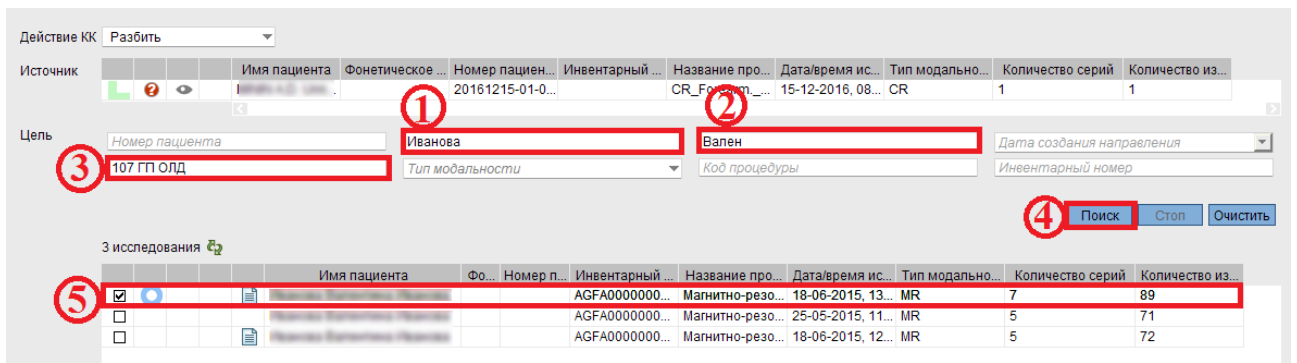 Действие КК Разбить
Источник Имя пациента Фонетическое ... Номер пациен... Инвентарный ... Название про... Дата/время ис... Тип модально... Количество серий Количество из...
20161215-01-0... CR_Forearm._... 15-12-2016, 08... CR 1 1
1 2
Цель Номер пациента Иванова Вален Дата создания направления
3 107 ГП ОЛД Тип модальности Код процедуры Инвентарный номер
4 Поиск Стоп Очистить
3 исследования
Имя пациента Фо... Номер п... Инвентарный ... Название про... Дата/время ис... Тип модально... Количество серий Количество из...
5 AGFA0000000... Магнитно-резо... 18-06-2015, 13... MR 7 89
AGFA0000000... Магнитно-резо... 25-05-2015, 11... MR 5 71
AGFA0000000... Магнитно-резо... 18-06-2015, 12... MR 5 72